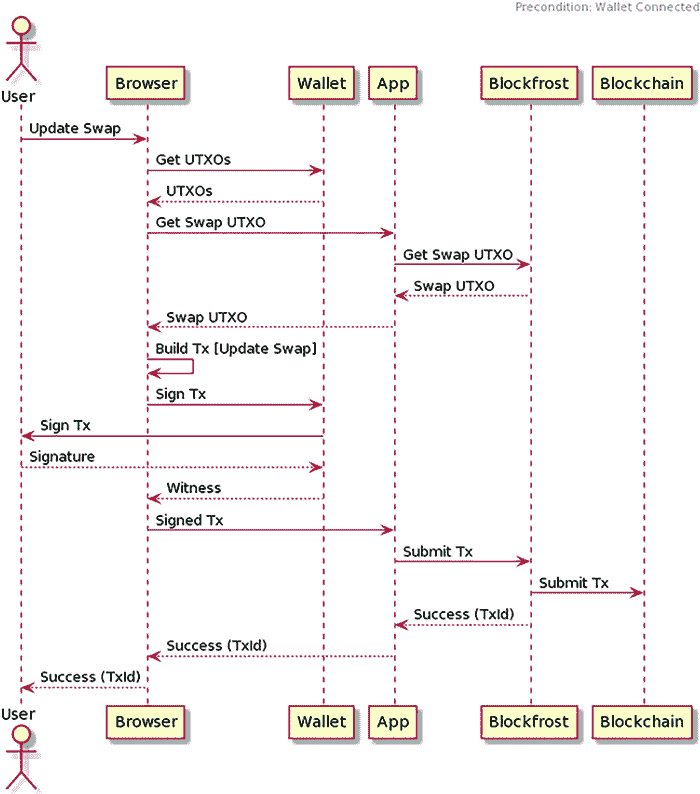 Precondition: Wallet Connected
User
Browser
Wallet
App
Blockfrost
Blockchain
Update Swap
Get UTXOs
UTXOs
Get Swap UTXO
Get Swap UTXO
Swap UTXO
Swap UTXO
Build Tx [Update Swap]
Sign Tx
Sign Tx
Signature
Witness
Signed Tx
Submit Tx
Submit Tx
Success (TxId)
Success (TxId)
Success (TxId)
User
Browser
Wallet
App
Blockfrost
Blockchain